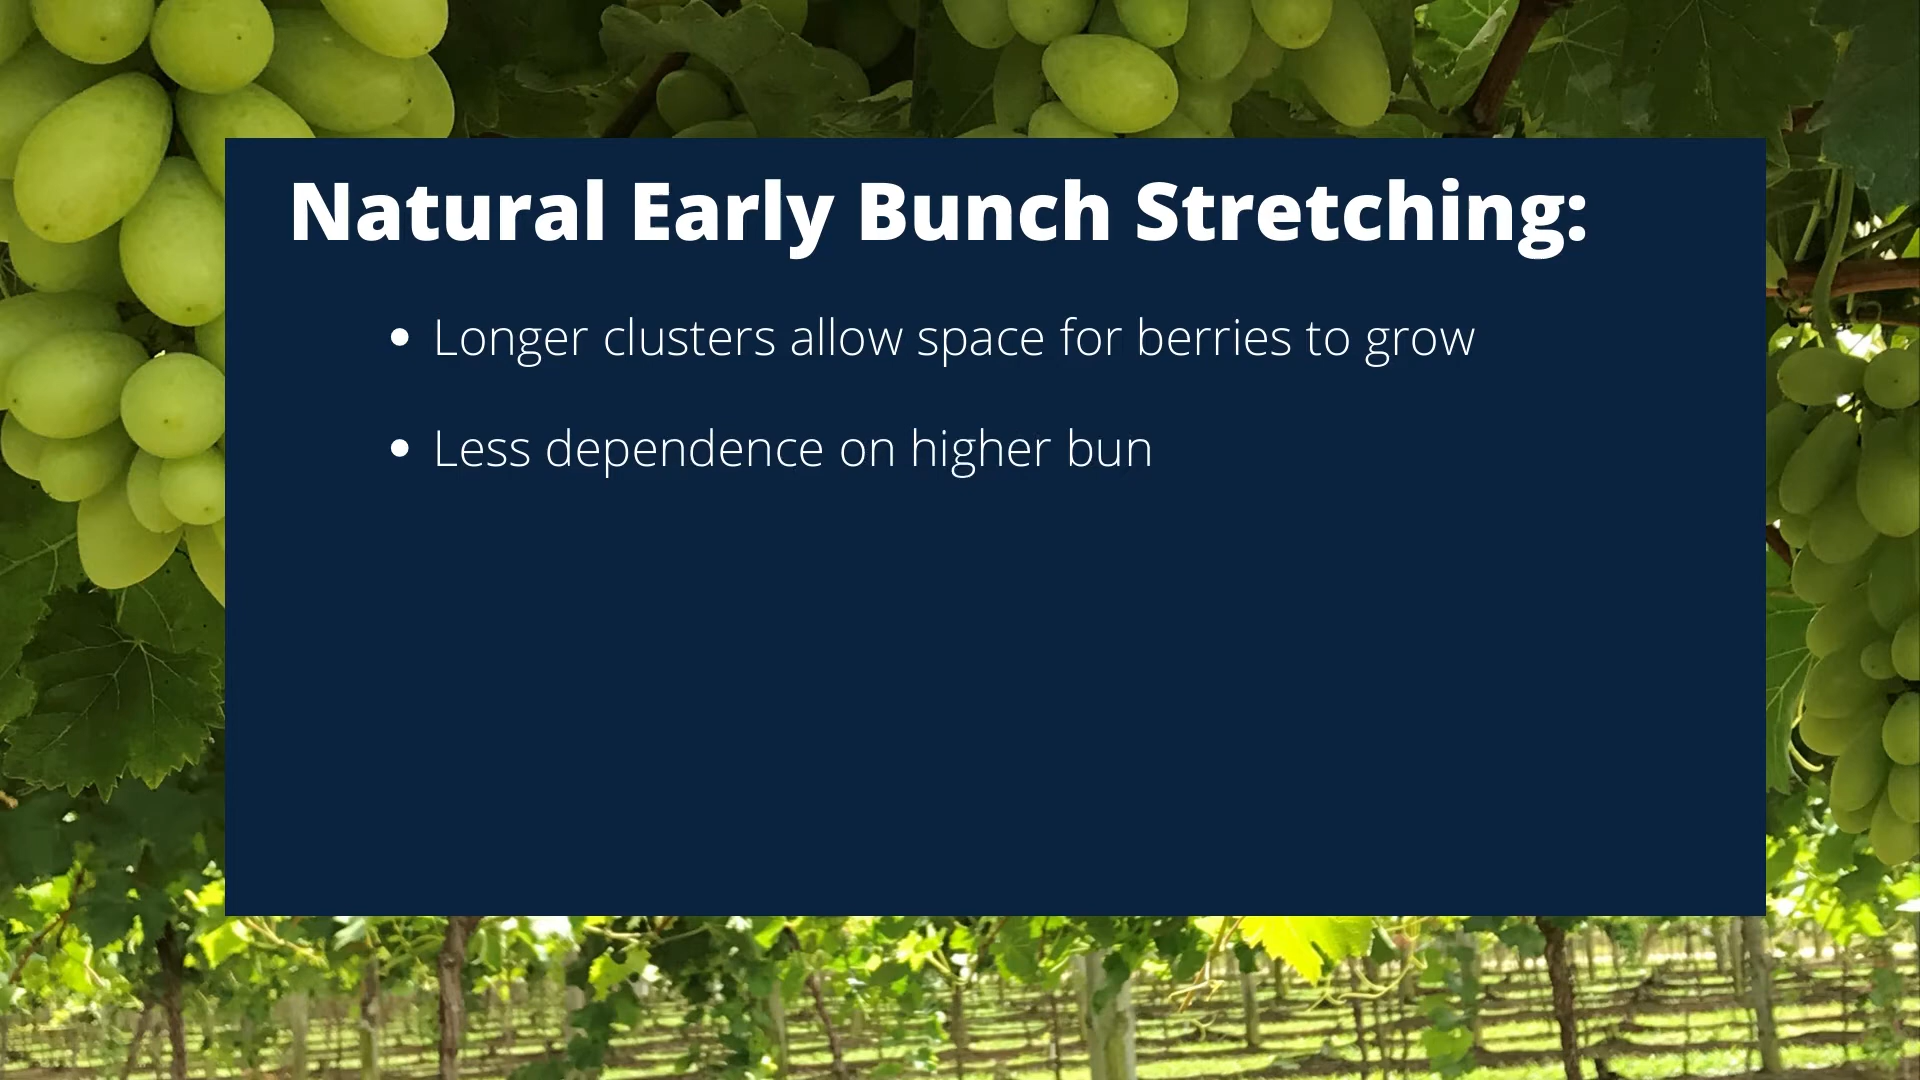 Natural Early Bunch Stretching:
• Longer clusters allow space for berries to grow
• Less dependence on higher bun